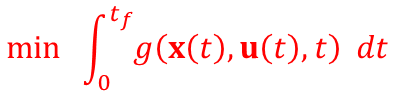 min ∫₀^{t_f} g(𝐱(t), 𝐮(t), t) dt